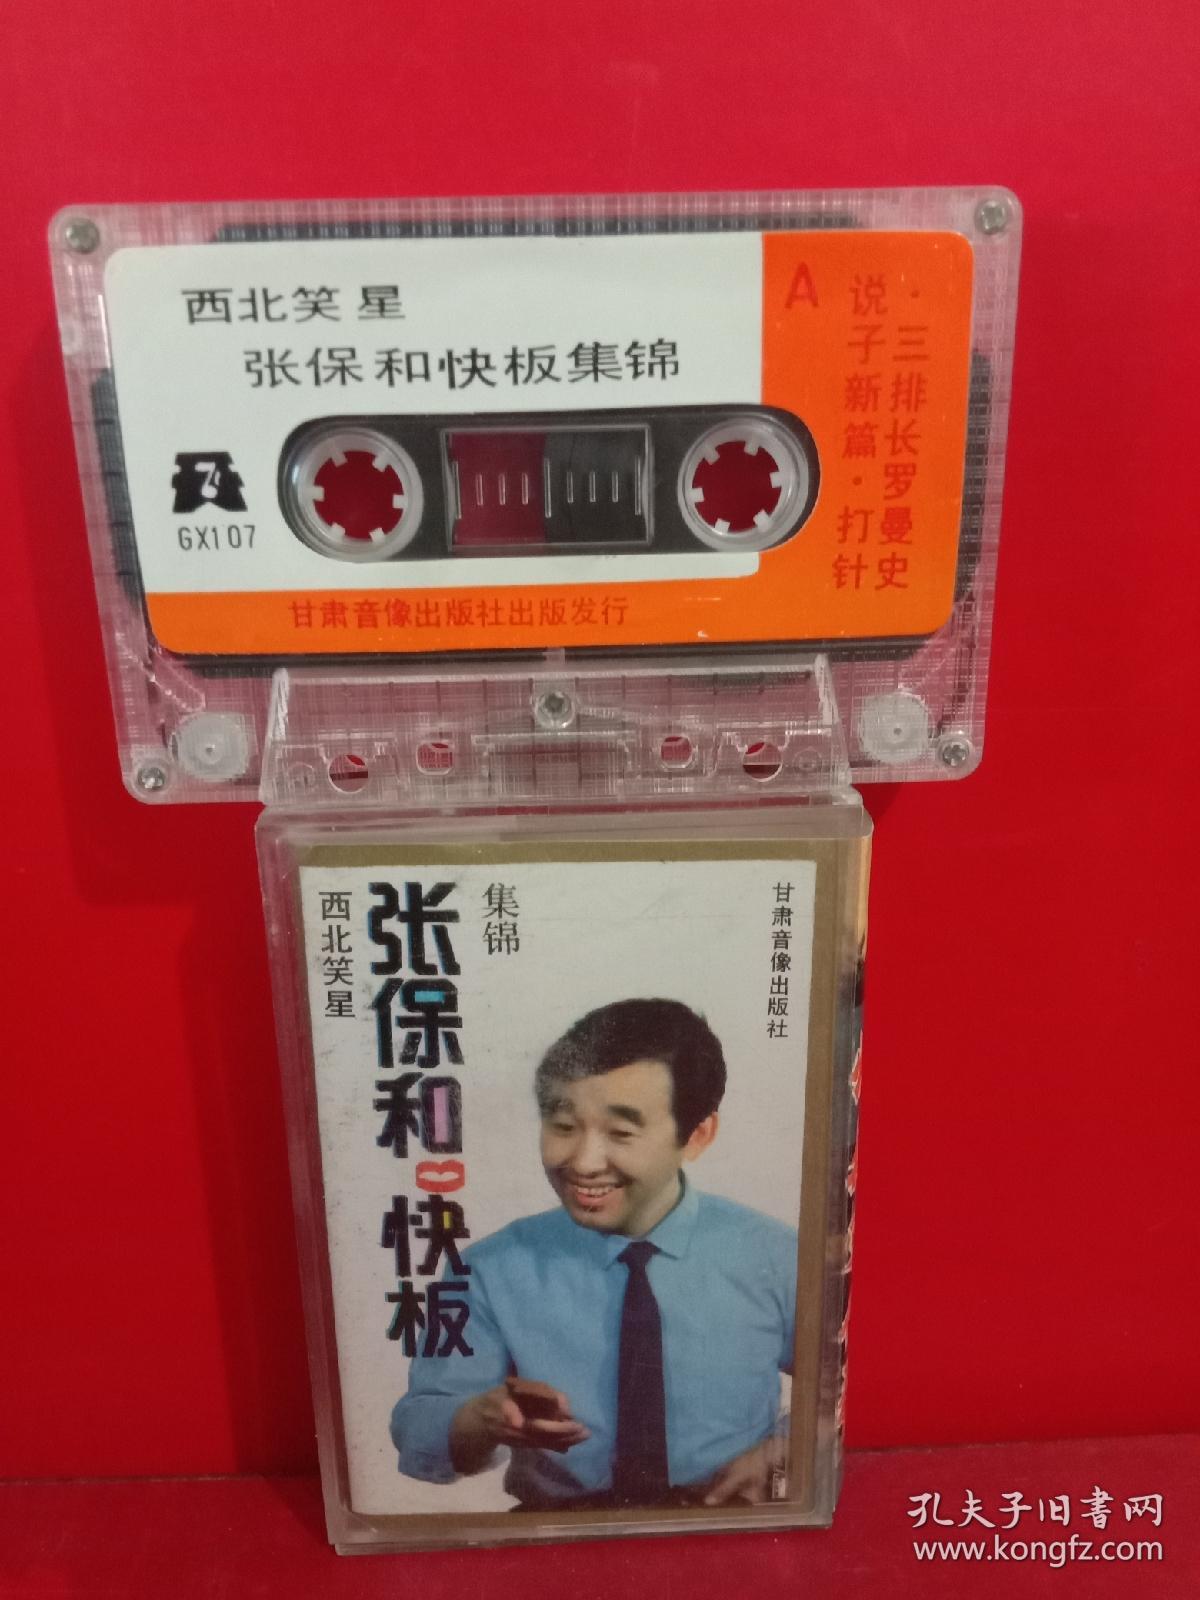 西北笑星
张保和快板集锦
A
·三排长罗曼史
说子新篇·打针
GX107
甘肃音像出版社出版发行
西北笑星
张保和快板
集锦
甘肃音像出版社
孔夫子旧書网
www.kongfz.com